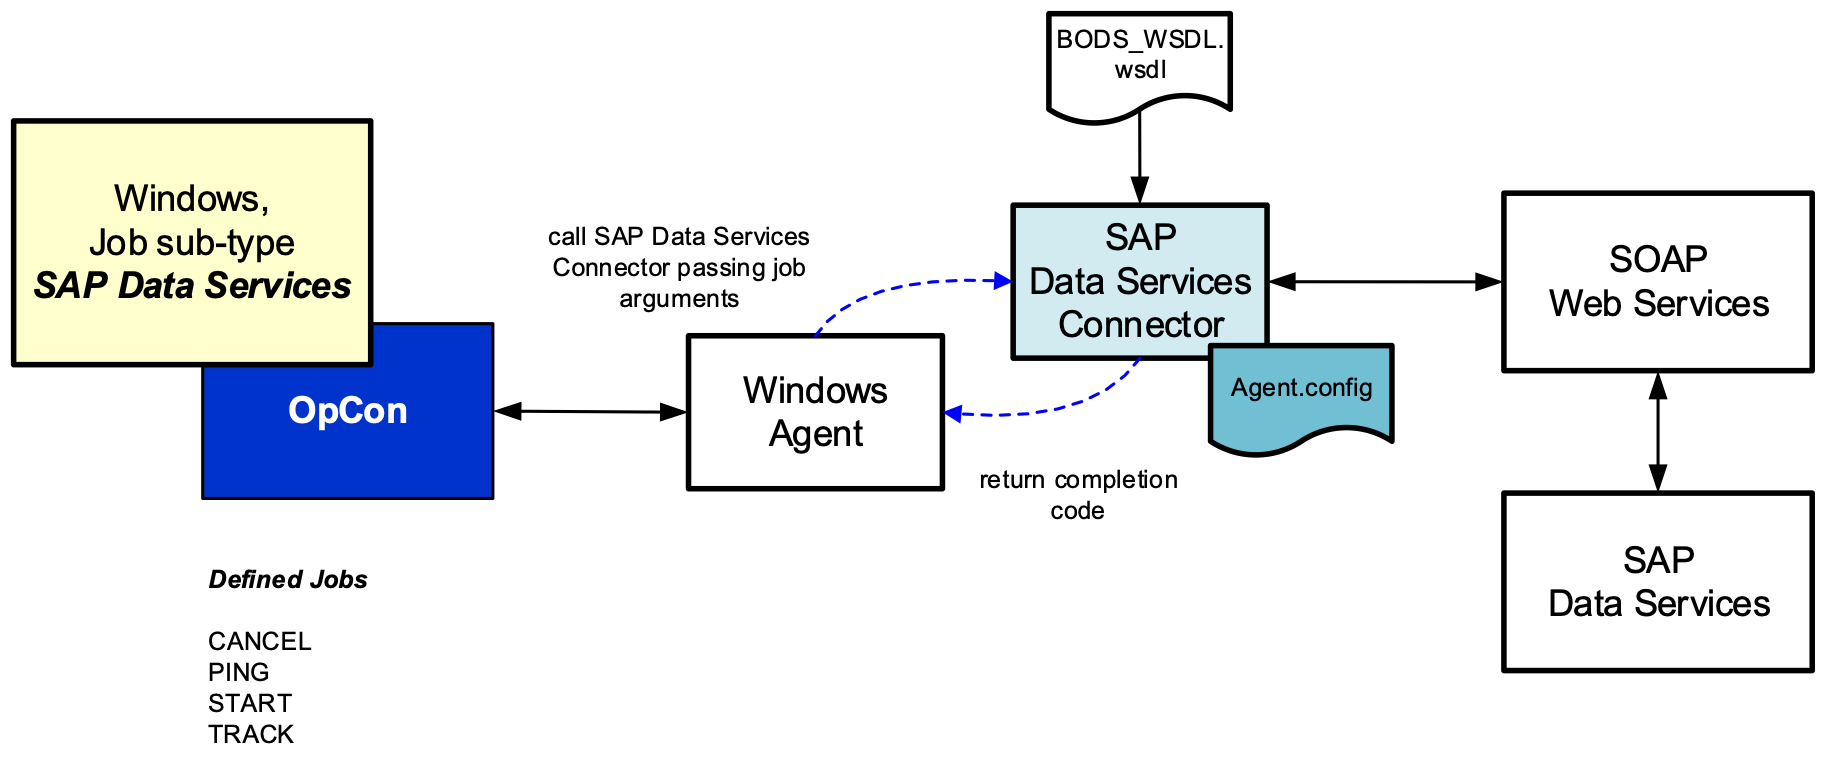 BODS_WSDL.
wsdl
Windows,
Job sub-type
SAP Data Services
call SAP Data Services
Connector passing job
arguments
SAP
Data Services
Connector
SOAP
Web Services
OpCon
Windows
Agent
Agent.config
return completion
code
SAP
Data Services
Defined Jobs
CANCEL
PING
START
TRACK